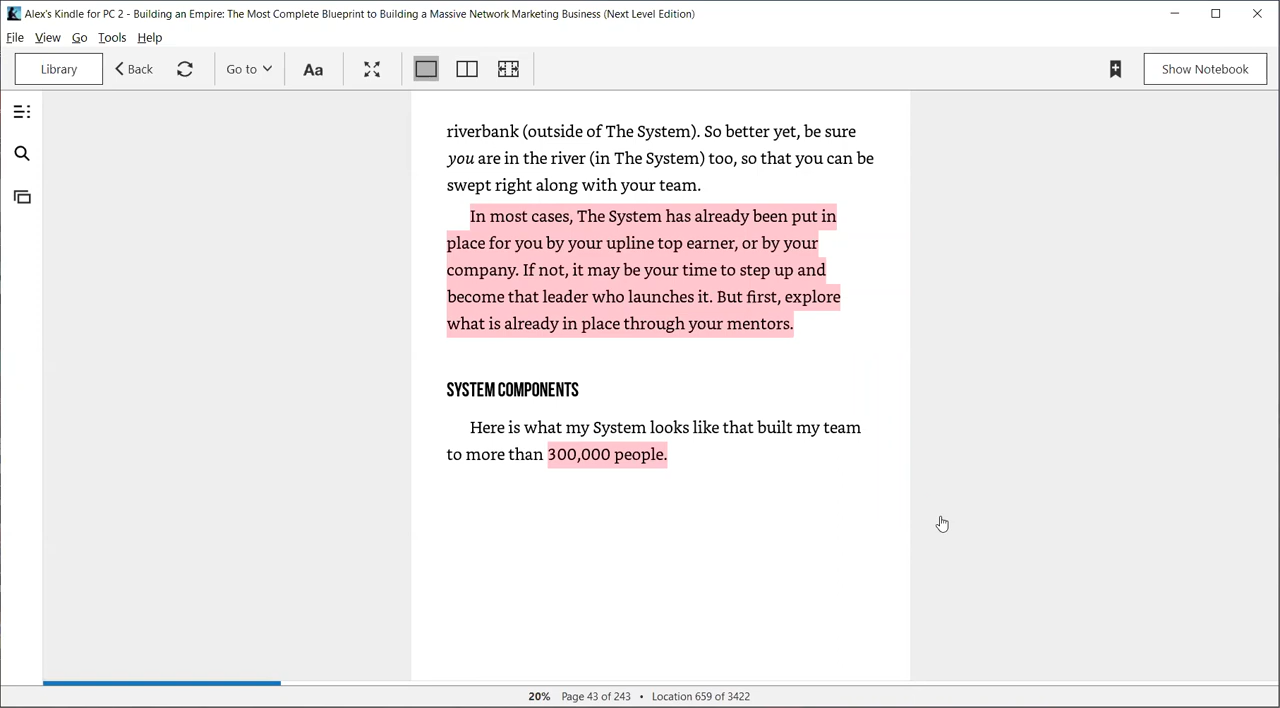 Alex's Kindle for PC 2 - Building an Empire: The Most Complete Blueprint to Building a Massive Network Marketing Business (Next Level Edition)
File View Go Tools Help
Library Back Go to Aa Show Notebook
riverbank (outside of The System). So better yet, be sure
you are in the river (in The System) too, so that you can be
swept right along with your team.
In most cases, The System has already been put in
place for you by your upline top earner, or by your
company. If not, it may be your time to step up and
become that leader who launches it. But first, explore
what is already in place through your mentors.
SYSTEM COMPONENTS
Here is what my System looks like that built my team
to more than 300,000 people.
20% Page 43 of 243 • Location 659 of 3422